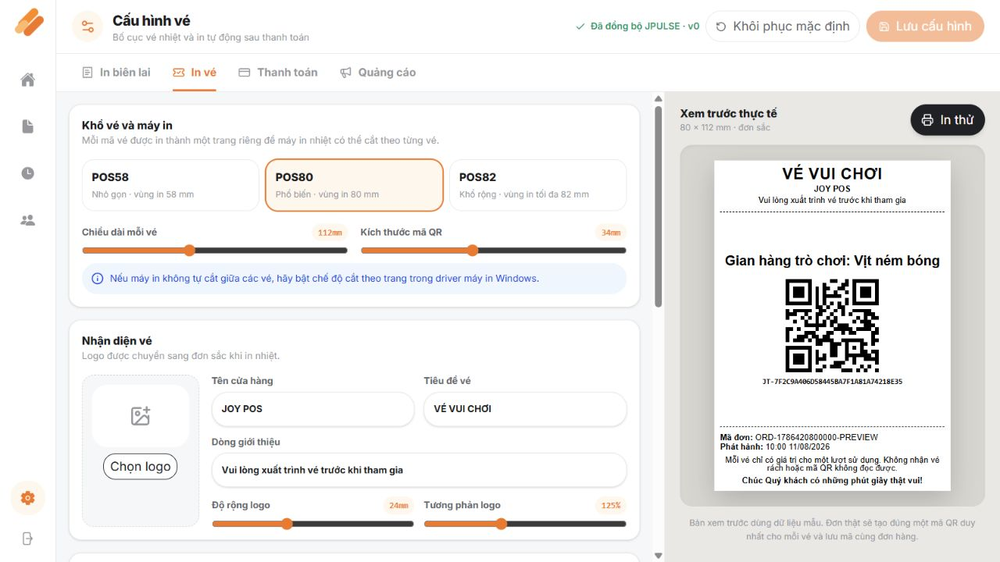 Cấu hình vé
Bố cục vé nhiệt và in tự động sau thanh toán
Đã đồng bộ JPULSE · v0
Khôi phục mặc định
Lưu cấu hình
In biên lai
In vé
Thanh toán
Quảng cáo
Khổ vé và máy in
Mỗi mã vé được in thành một trang riêng để máy in nhiệt có thể cắt theo từng vé.
POS58
Nhỏ gọn · vùng in 58 mm
POS80
Phổ biến · vùng in 80 mm
POS82
Khổ rộng · vùng in tối đa 82 mm
Chiều dài mỗi vé
112mm
Kích thước mã QR
34mm
Nếu máy in không tự cắt giữa các vé, hãy bật chế độ cắt theo trang trong driver máy in Windows.
Nhận diện vé
Logo được chuyển sang đơn sắc khi in nhiệt.
Chọn logo
Tên cửa hàng
JOY POS
Tiêu đề vé
VÉ VUI CHƠI
Dòng giới thiệu
Vui lòng xuất trình vé trước khi tham gia
Độ rộng logo
24mm
Tương phản logo
125%
Xem trước thực tế
80 × 112 mm · đơn sắc
In thử
VÉ VUI CHƠI
JOY POS
Vui lòng xuất trình vé trước khi tham gia
Gian hàng trò chơi: Vịt ném bóng
JT-7F2C9A406D58445BA7F1A81A74218E35
Mã đơn: ORD-1786420800000-PREVIEW
Phát hành: 10:00 11/08/2026
Mỗi vé chỉ có giá trị cho một lượt sử dụng. Không nhận vé
rách hoặc mã QR không đọc được.
Chúc Quý khách có những phút giây thật vui!
Bản xem trước dùng dữ liệu mẫu. Đơn thật sẽ tạo đúng một mã QR duy
nhất cho mỗi vé và lưu mã cùng đơn hàng.